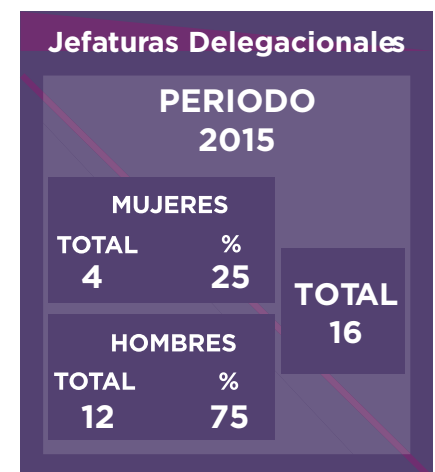 Jefaturas Delegacionales
PERIODO
2015
MUJERES
TOTAL %
4 25
HOMBRES
TOTAL %
12 75
TOTAL
16